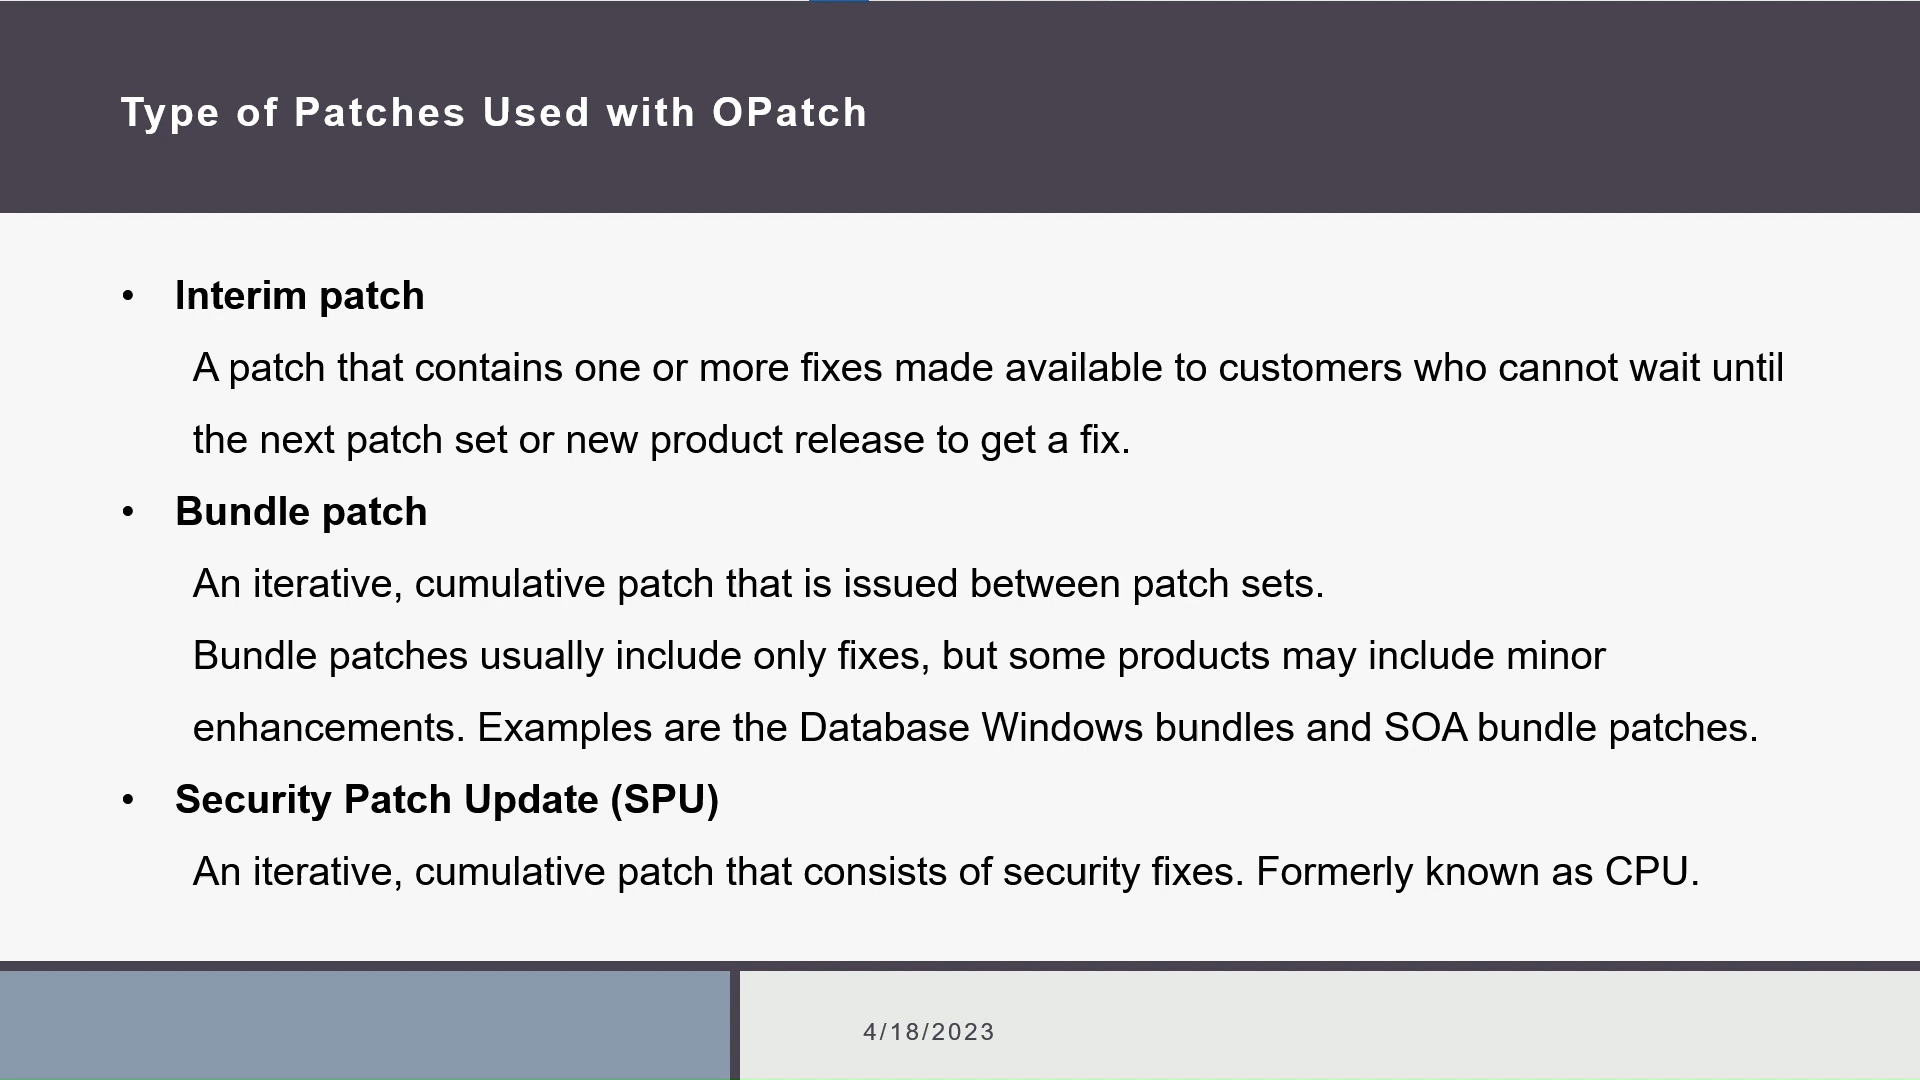 Type of Patches Used with OPatch
• Interim patch
A patch that contains one or more fixes made available to customers who cannot wait until
the next patch set or new product release to get a fix.
• Bundle patch
An iterative, cumulative patch that is issued between patch sets.
Bundle patches usually include only fixes, but some products may include minor
enhancements. Examples are the Database Windows bundles and SOA bundle patches.
• Security Patch Update (SPU)
An iterative, cumulative patch that consists of security fixes. Formerly known as CPU.
4/18/2023